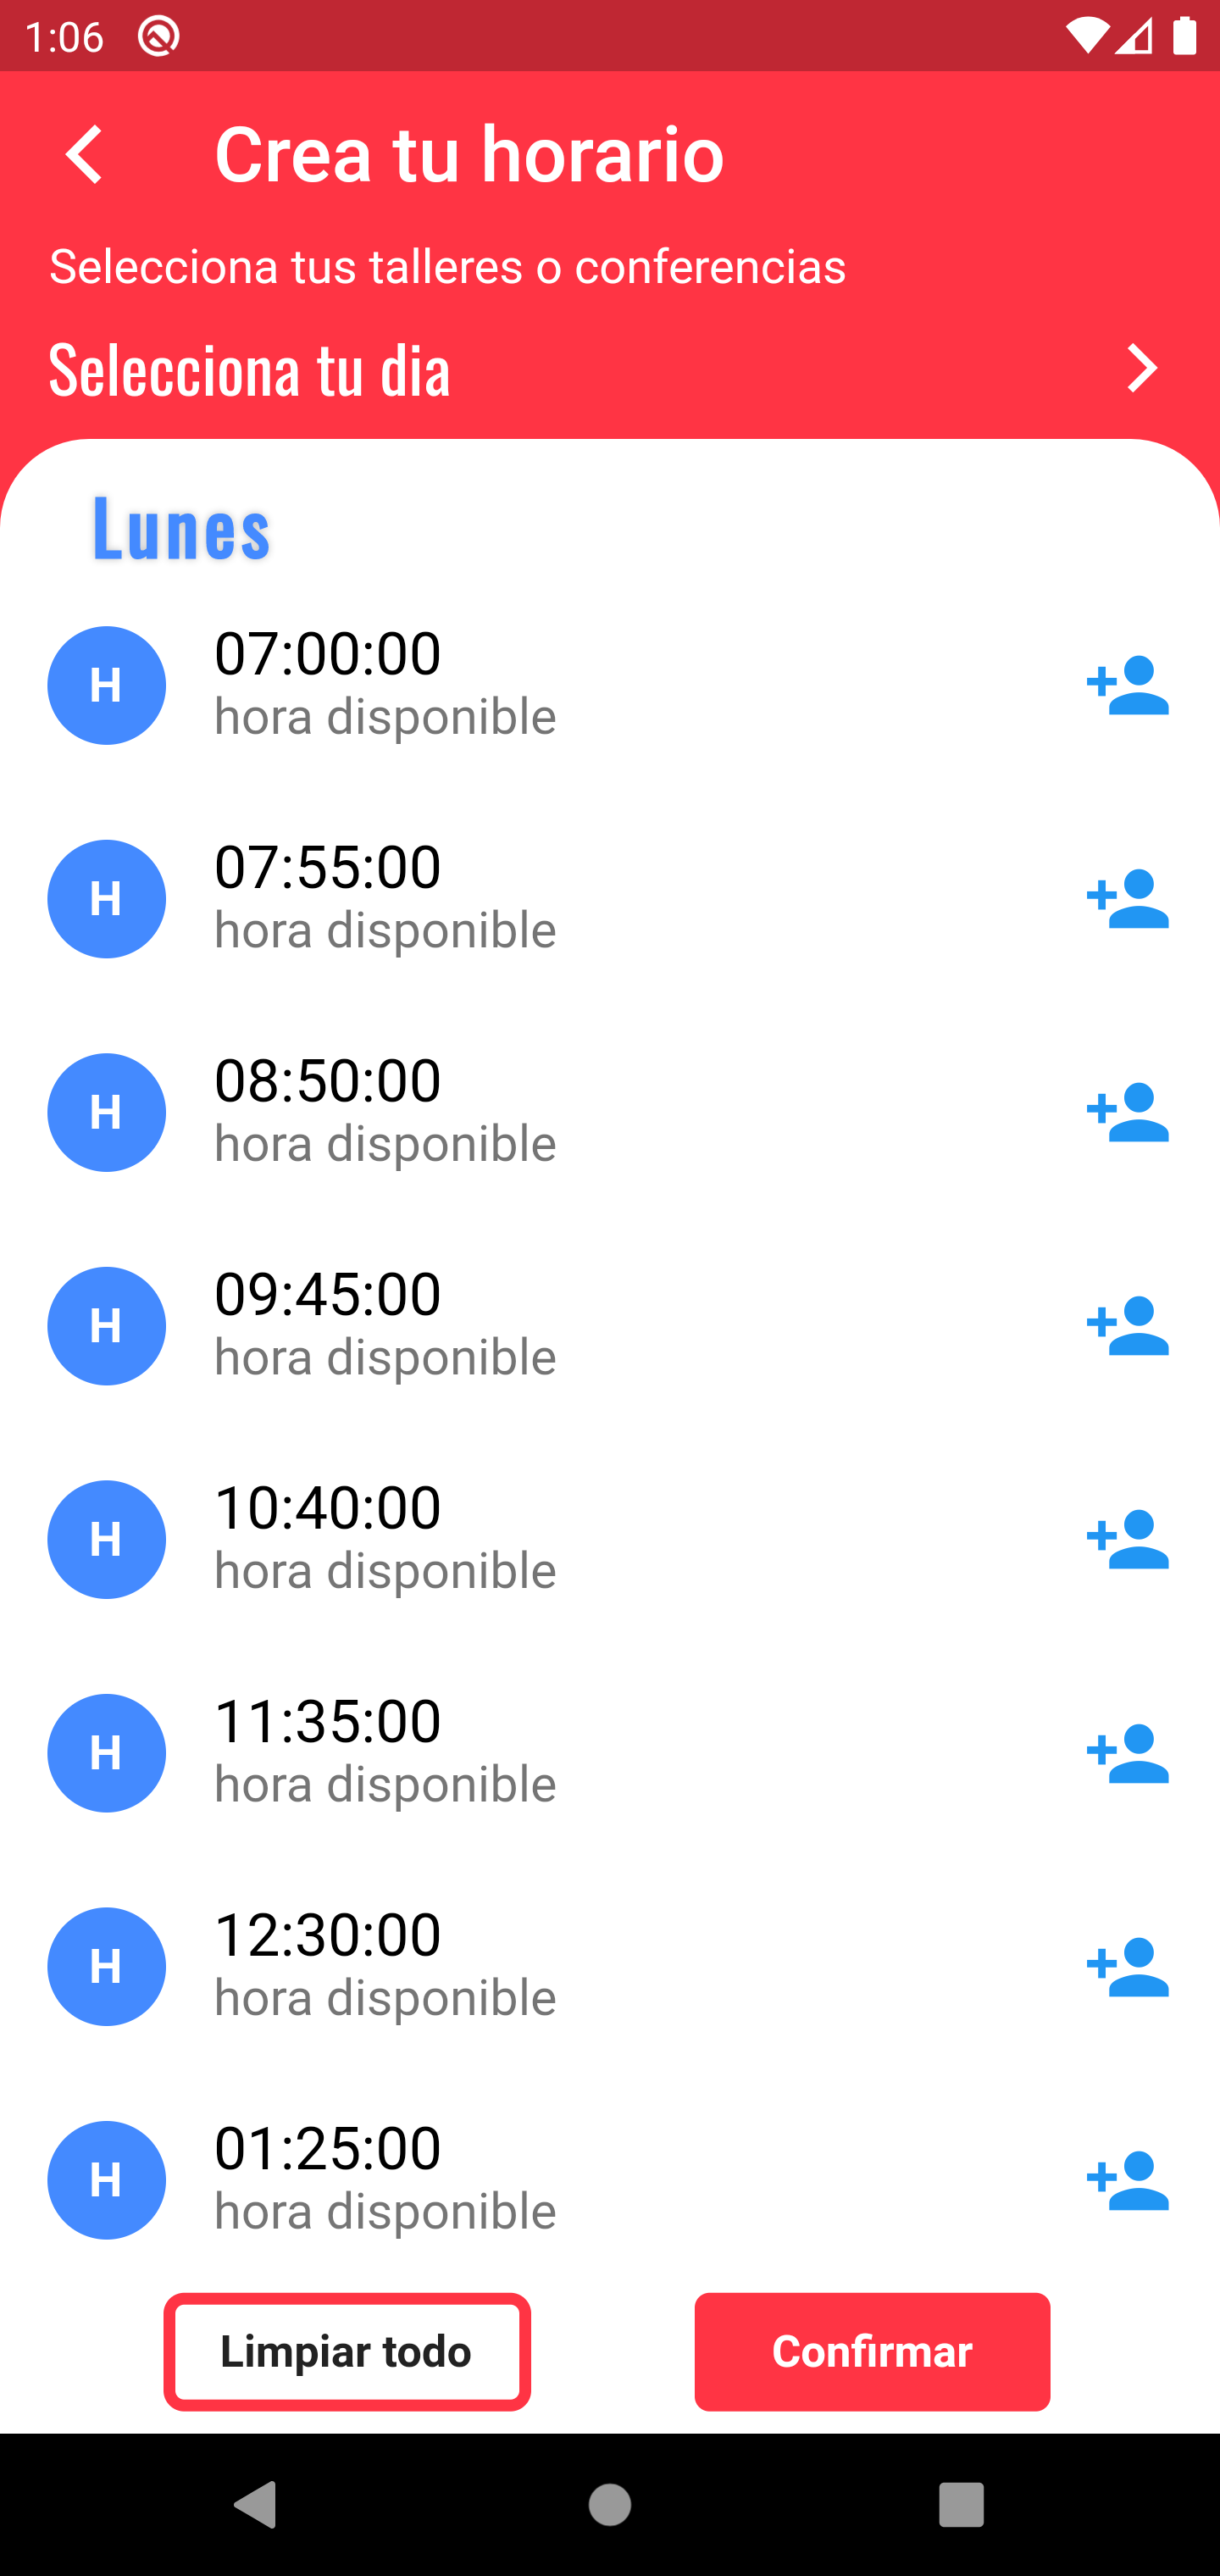 1:06
Crea tu horario
Selecciona tus talleres o conferencias
Selecciona tu dia
Lunes
H
07:00:00
hora disponible
H
07:55:00
hora disponible
H
08:50:00
hora disponible
H
09:45:00
hora disponible
H
10:40:00
hora disponible
H
11:35:00
hora disponible
H
12:30:00
hora disponible
H
01:25:00
hora disponible
Limpiar todo
Confirmar